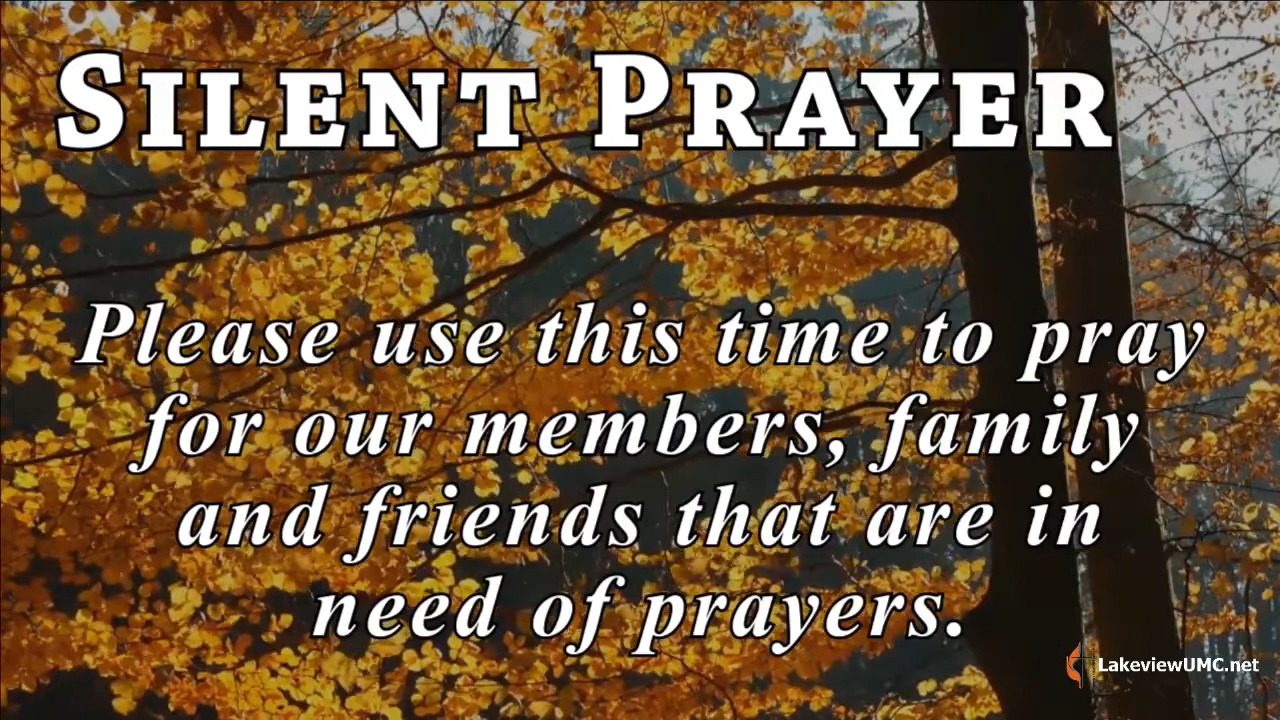 SILENT PRAYER
Please use this time to pray
for our members, family
and friends that are in
need of prayers.
LakeviewUMC.net